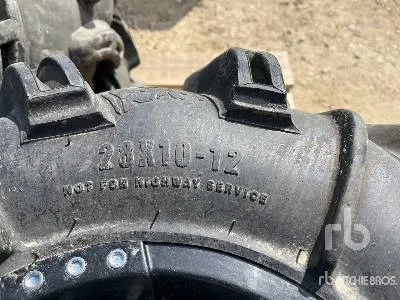 28X10-12
NOT FOR HIGHWAY SERVICE
rb
RITCHIE BROS.